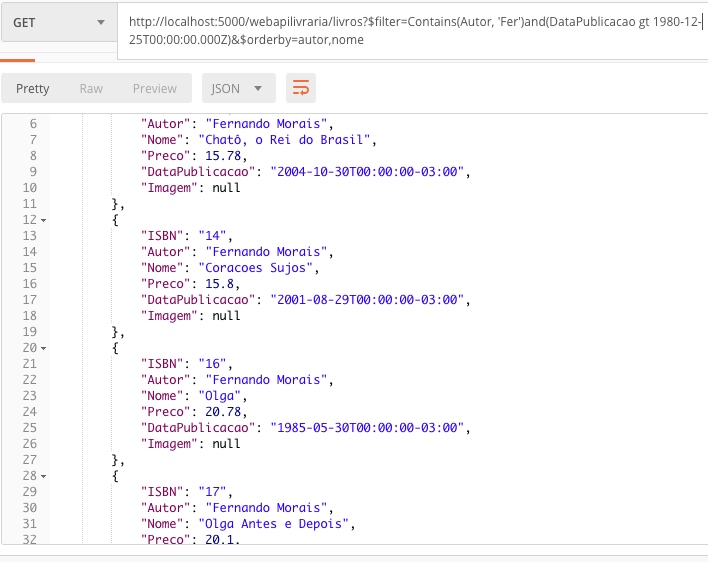 GET
http://localhost:5000/webapilivraria/livros?$filter=Contains(Autor, 'Fer')and(DataPublicacao gt 1980-12-
25T00:00:00.000Z)&$orderby=autor,nome
Pretty Raw Preview JSON
6 "Autor": "Fernando Morais",
7 "Nome": "Chatô, o Rei do Brasil",
8 "Preco": 15.78,
9 "DataPublicacao": "2004-10-30T00:00:00-03:00",
10 "Imagem": null
11 },
12 {
13 "ISBN": "14",
14 "Autor": "Fernando Morais",
15 "Nome": "Coracoes Sujos",
16 "Preco": 15.8,
17 "DataPublicacao": "2001-08-29T00:00:00-03:00",
18 "Imagem": null
19 },
20 {
21 "ISBN": "16",
22 "Autor": "Fernando Morais",
23 "Nome": "Olga",
24 "Preco": 20.78,
25 "DataPublicacao": "1985-05-30T00:00:00-03:00",
26 "Imagem": null
27 },
28 {
29 "ISBN": "17",
30 "Autor": "Fernando Morais",
31 "Nome": "Olga Antes e Depois",
32 "Preco": 20.1,